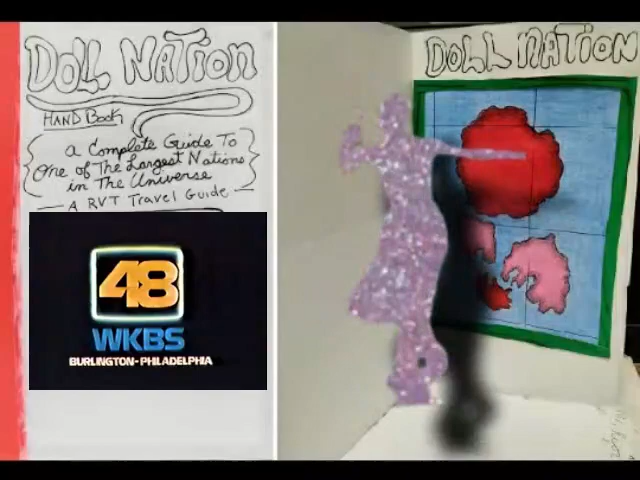 DOLL NATION
HAND Book
a Complete Guide To
One of The Largest Nations
in The Universe
A RVT Travel Guide
48
WKBS
BURLINGTON-PHILADELPHIA
DOLL NATION